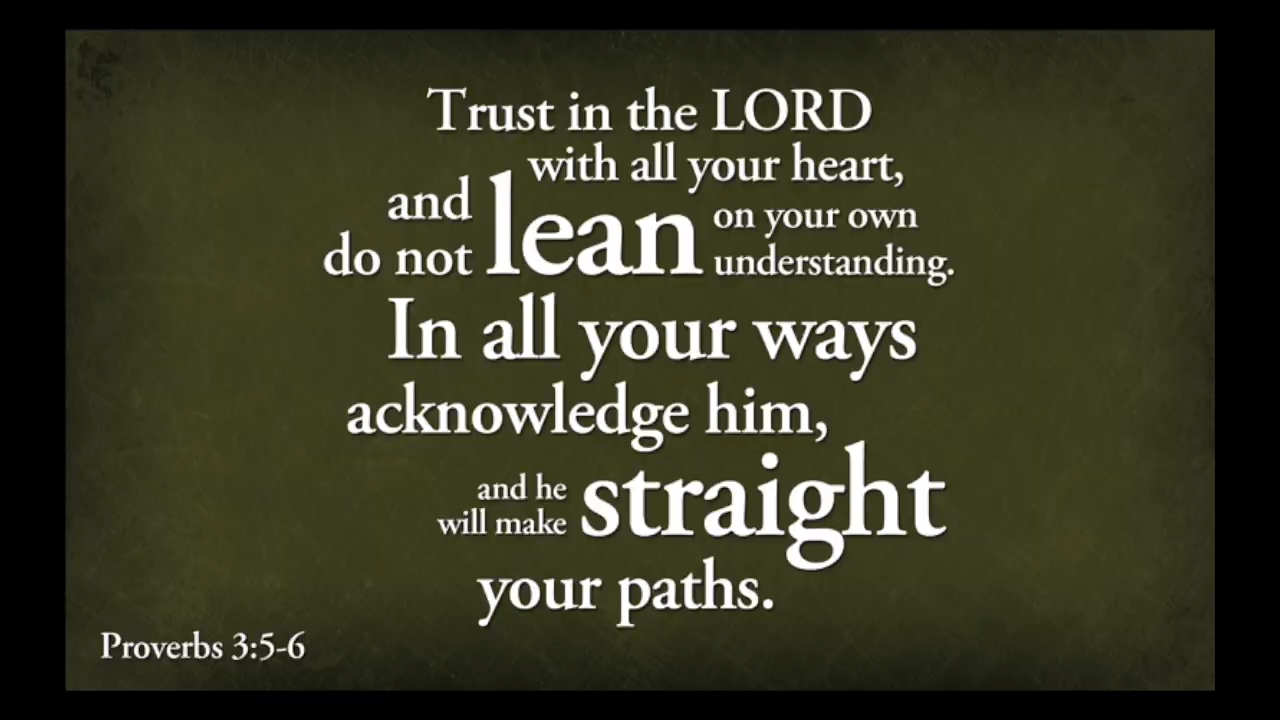 Trust in the LORD
with all your heart,
and
do not lean on your own
understanding.
In all your ways
acknowledge him,
and he
will make straight
your paths.
Proverbs 3:5-6